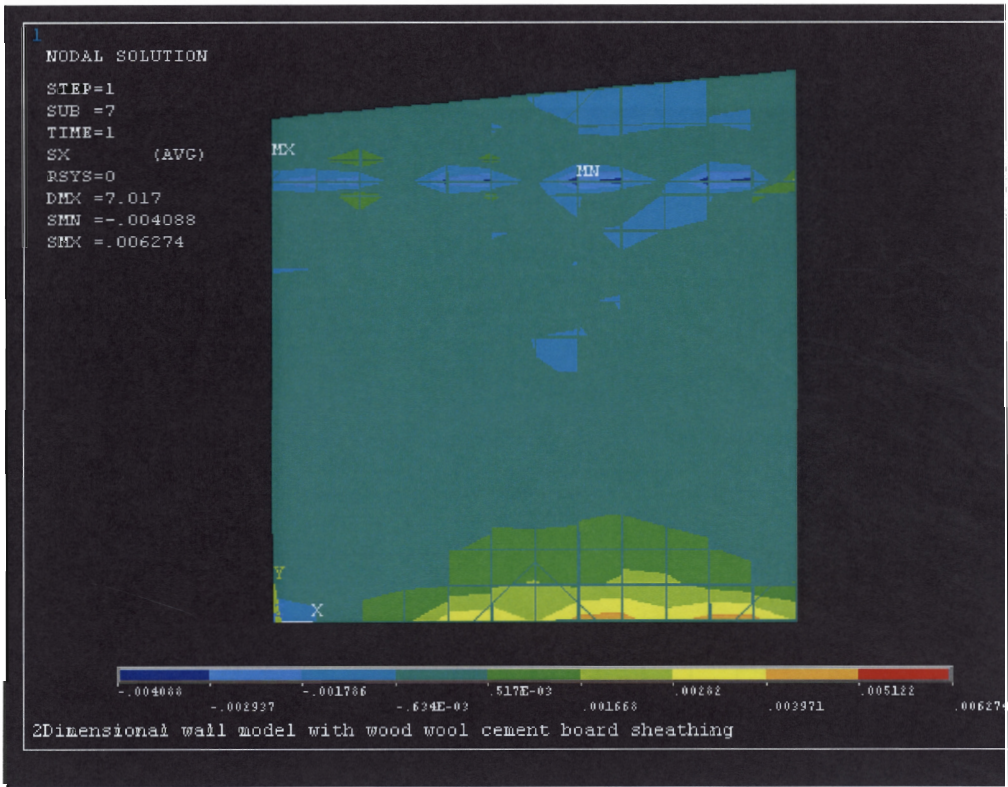 1
NODAL SOLUTION
STEP=1
SUB =7
TIME=1
SX (AVG)
RSYS=0
DMX =7.017
SMN =-.004088
SMX =.006274
MX
MN
Y
X
-.004088 -.001786 .517E-03 .00282 .005122
-.002937 -.634E-03 .001668 .003971 .006274
2Dimensional wall model with wood wool cement board sheathing